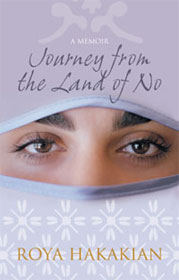 A MEMOIR
Journey from
the Land of No
ROYA HAKAKIAN